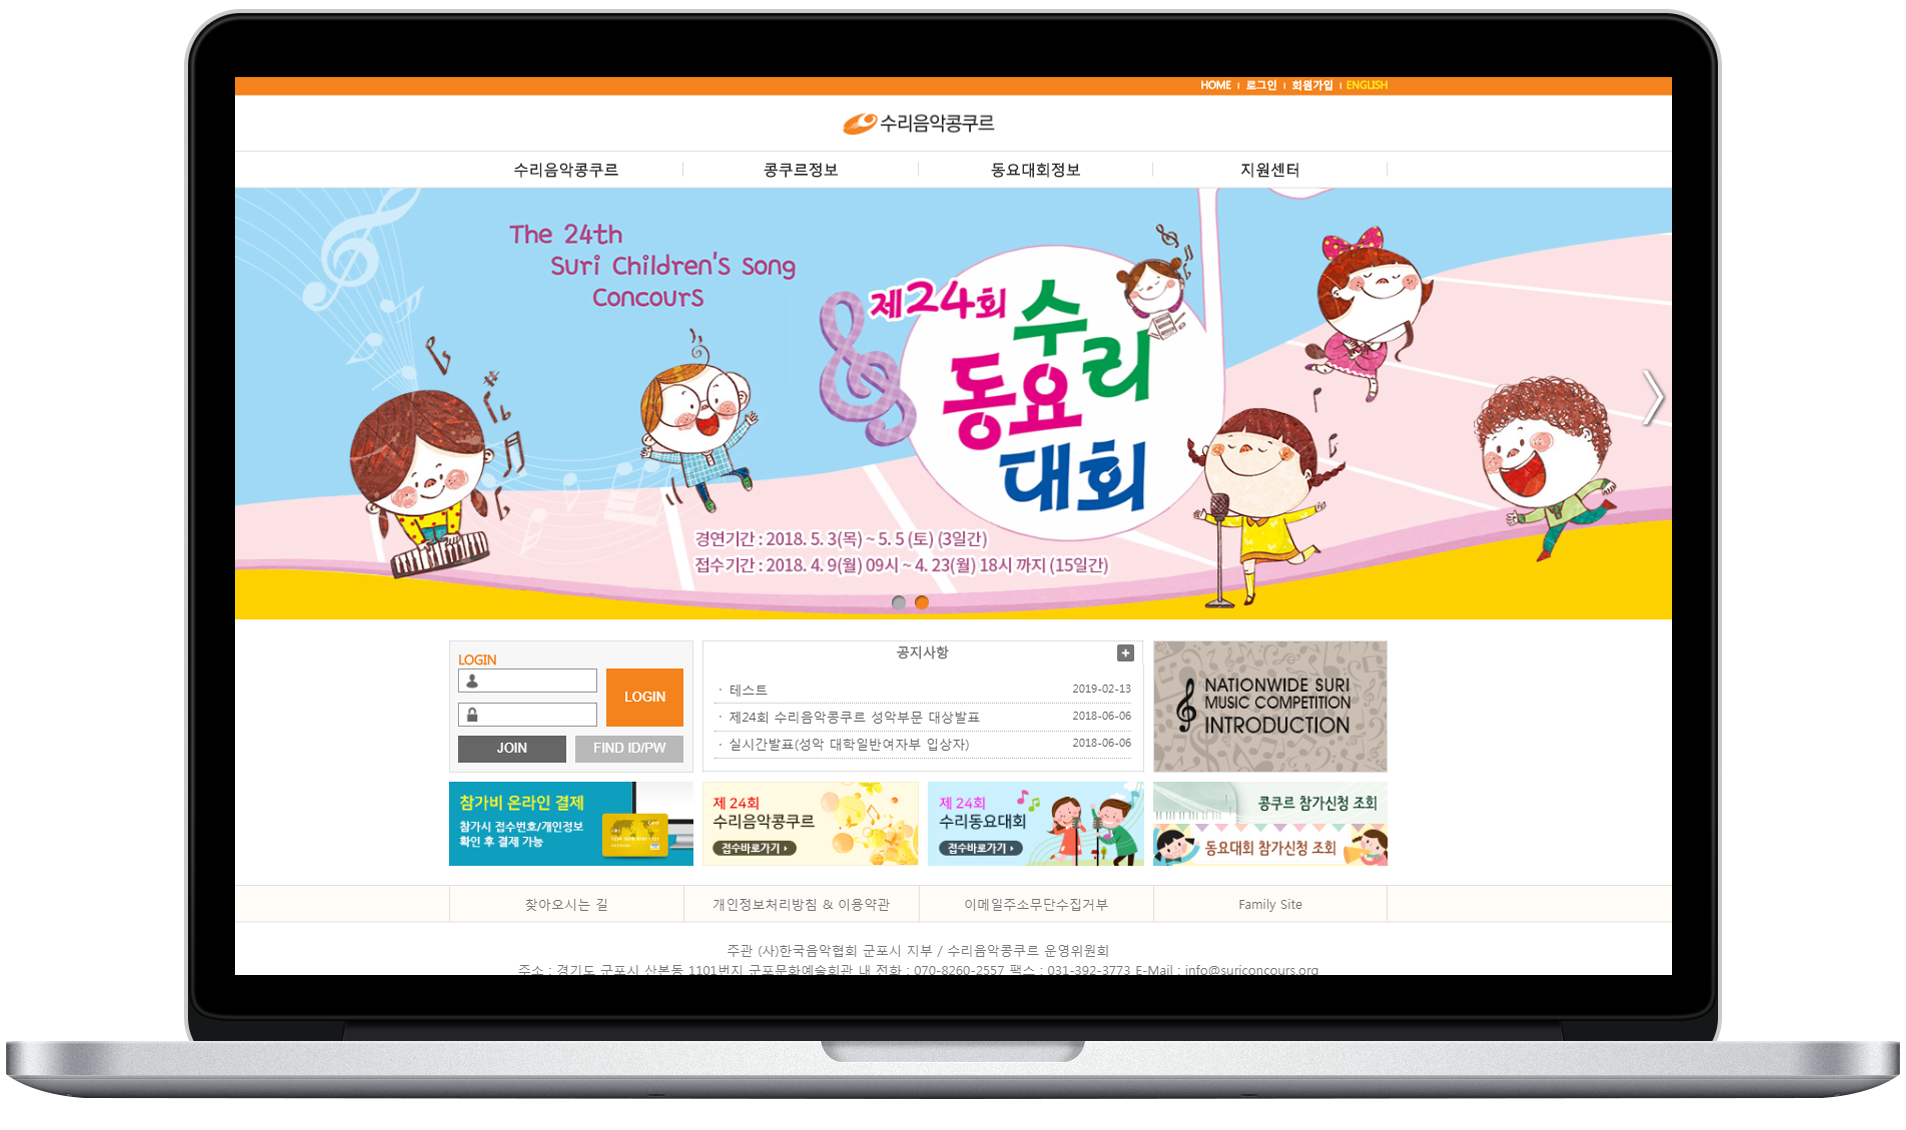 HOME
로그인
회원가입
ENGLISH
수리음악콩쿠르
수리음악콩쿠르
콩쿠르정보
동요대회정보
지원센터
The 24th
Suri Children's Song
Concours
제24회
수리
동요
대회
경연기간 : 2018. 5. 3(목) ~ 5. 5 (토) (3일간)
접수기간 : 2018. 4. 9(월) 09시 ~ 4. 23(월) 18시 까지 (15일간)
LOGIN
LOGIN
JOIN
FIND ID/PW
공지사항
· 테스트 2019-02-13
· 제24회 수리음악콩쿠르 성악부문 대상발표 2018-06-06
· 실시간발표(성악 대학일반여자부 입상자) 2018-06-06
NATIONWIDE SURI
MUSIC COMPETITION
INTRODUCTION
참가비 온라인 결제
참가시 접수번호/개인정보
확인 후 결제 가능
제 24회
수리음악콩쿠르
접수바로가기
제 24회
수리동요대회
접수바로가기
콩쿠르 참가신청 조회
동요대회 참가신청 조회
찾아오시는 길
개인정보처리방침 & 이용약관
이메일주소무단수집거부
Family Site
주관 (사)한국음악협회 군포시 지부 / 수리음악콩쿠르 운영위원회
주소 : 경기도 군포시 산본동 1101번지 군포문화예술회관 내 전화 : 070-8260-2557 팩스 : 031-392-3773 E-Mail : info@suriconcours.org